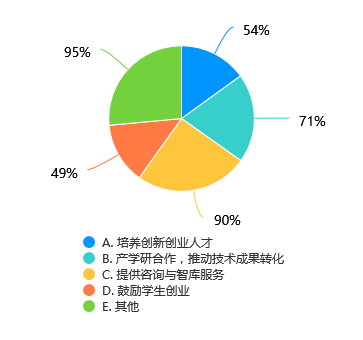 54%
95%
71%
49%
90%
A. 培养创新创业人才
B. 产学研合作，推动技术成果转化
C. 提供咨询与智库服务
D. 鼓励学生创业
E. 其他